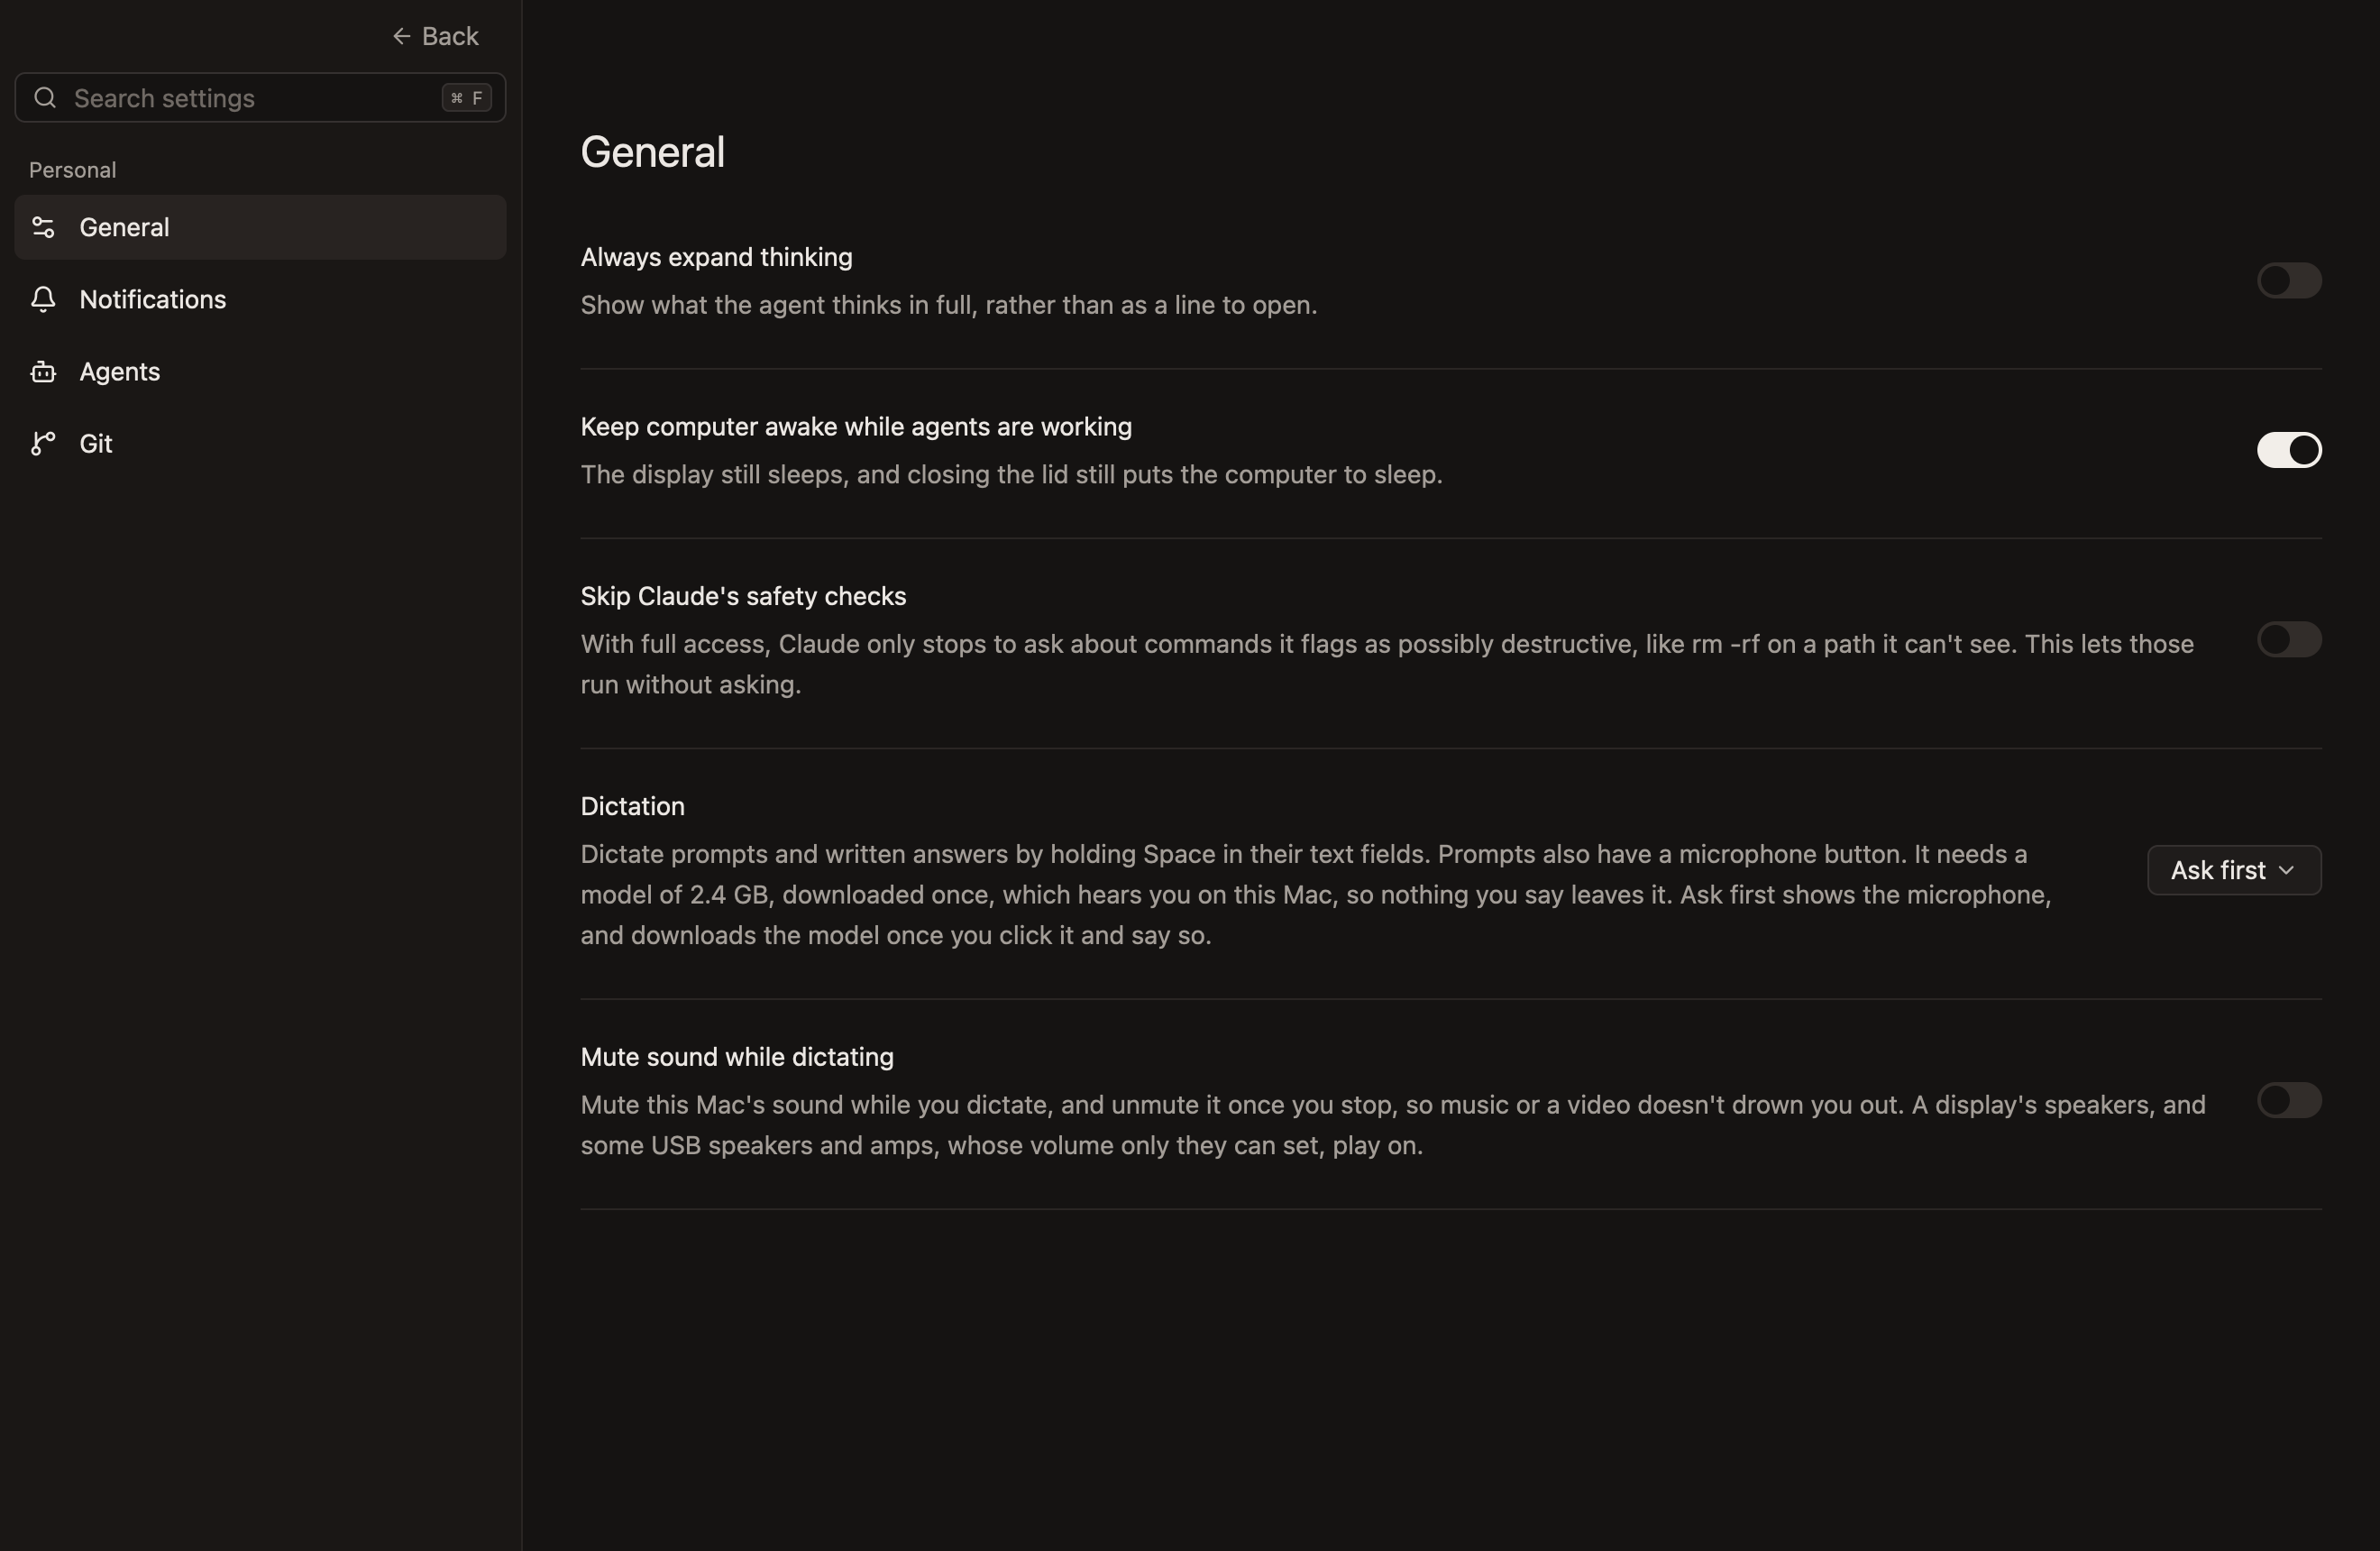 ← Back
Search settings
⌘ F
Personal
General
Notifications
Agents
Git
General
Always expand thinking
Show what the agent thinks in full, rather than as a line to open.
Keep computer awake while agents are working
The display still sleeps, and closing the lid still puts the computer to sleep.
Skip Claude's safety checks
With full access, Claude only stops to ask about commands it flags as possibly destructive, like rm -rf on a path it can't see. This lets those
run without asking.
Dictation
Dictate prompts and written answers by holding Space in their text fields. Prompts also have a microphone button. It needs a
model of 2.4 GB, downloaded once, which hears you on this Mac, so nothing you say leaves it. Ask first shows the microphone,
and downloads the model once you click it and say so.
Ask first
Mute sound while dictating
Mute this Mac's sound while you dictate, and unmute it once you stop, so music or a video doesn't drown you out. A display's speakers, and
some USB speakers and amps, whose volume only they can set, play on.